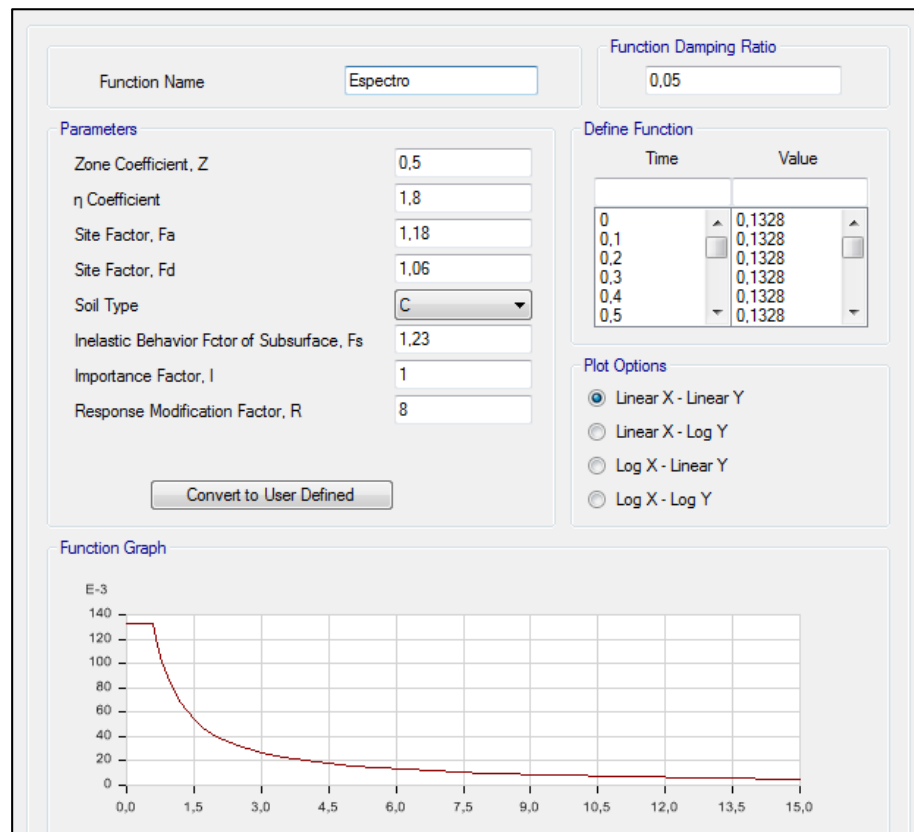 Function Damping Ratio
Function Name Espectro 0,05
Parameters
Zone Coefficient, Z 0,5
η Coefficient 1,8
Site Factor, Fa 1,18
Site Factor, Fd 1,06
Soil Type C
Inelastic Behavior Fctor of Subsurface, Fs 1,23
Importance Factor, I 1
Response Modification Factor, R 8
Convert to User Defined
Define Function
Time Value
0 0,1328
0,1 0,1328
0,2 0,1328
0,3 0,1328
0,4 0,1328
0,5 0,1328
Plot Options
Linear X - Linear Y
Linear X - Log Y
Log X - Linear Y
Log X - Log Y
Function Graph
E-3
140
120
100
80
60
40
20
0
0,0 1,5 3,0 4,5 6,0 7,5 9,0 10,5 12,0 13,5 15,0